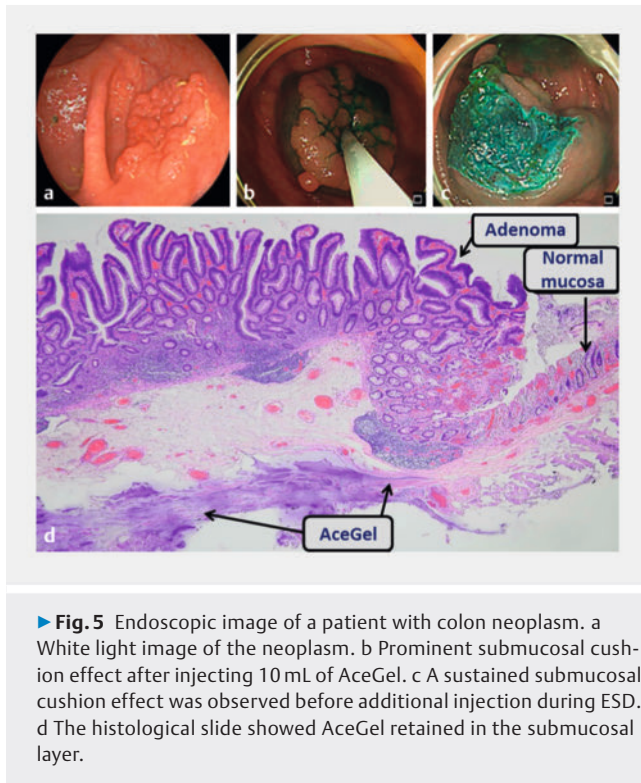 a
b
c
Adenoma
Normal
mucosa
AceGel
d
▶Fig.5 Endoscopic image of a patient with colon neoplasm. a
White light image of the neoplasm. b Prominent submucosal cush-
ion effect after injecting 10 mL of AceGel. c A sustained submucosal
cushion effect was observed before additional injection during ESD.
d The histological slide showed AceGel retained in the submucosal
layer.